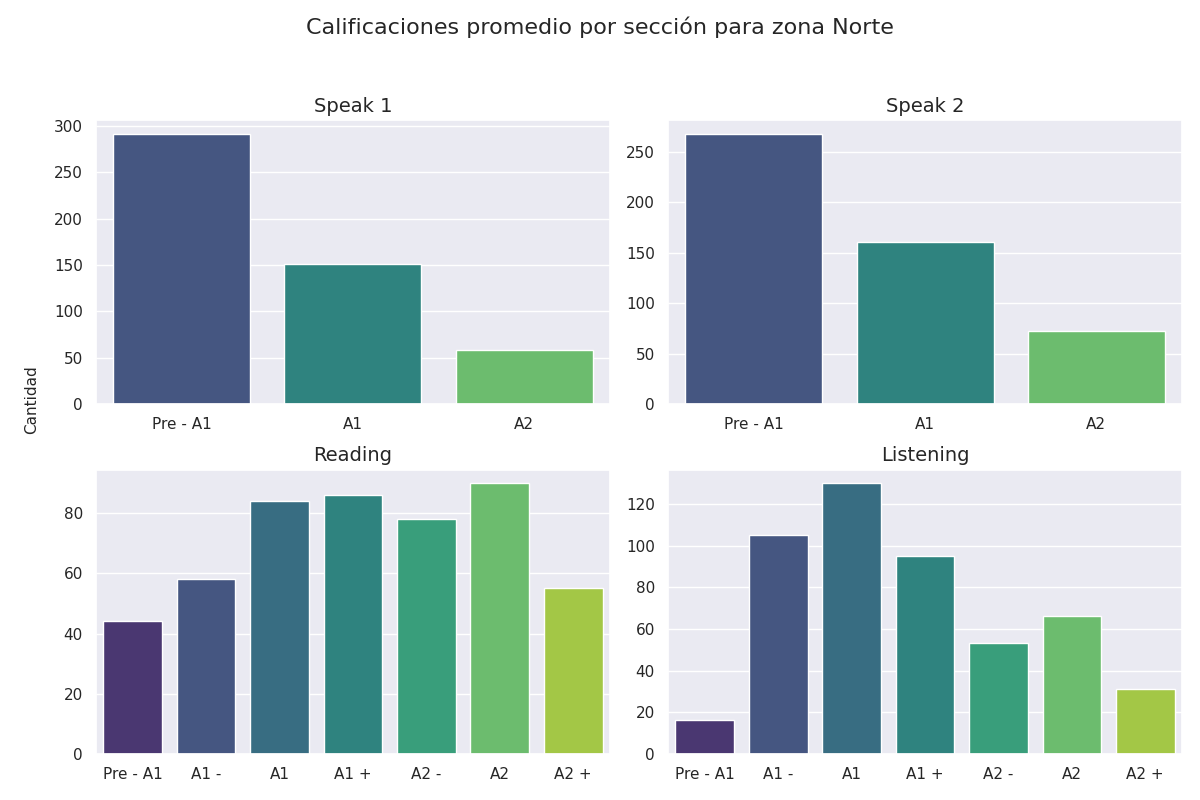 Calificaciones promedio por sección para zona Norte
Speak 1
300
250
200
150
100
50
0
Pre - A1 A1 A2
Speak 2
250
200
150
100
50
0
Pre - A1 A1 A2
Cantidad
Reading
80
60
40
20
0
Pre - A1 A1 - A1 A1 + A2 - A2 A2 +
Listening
120
100
80
60
40
20
0
Pre - A1 A1 - A1 A1 + A2 - A2 A2 +